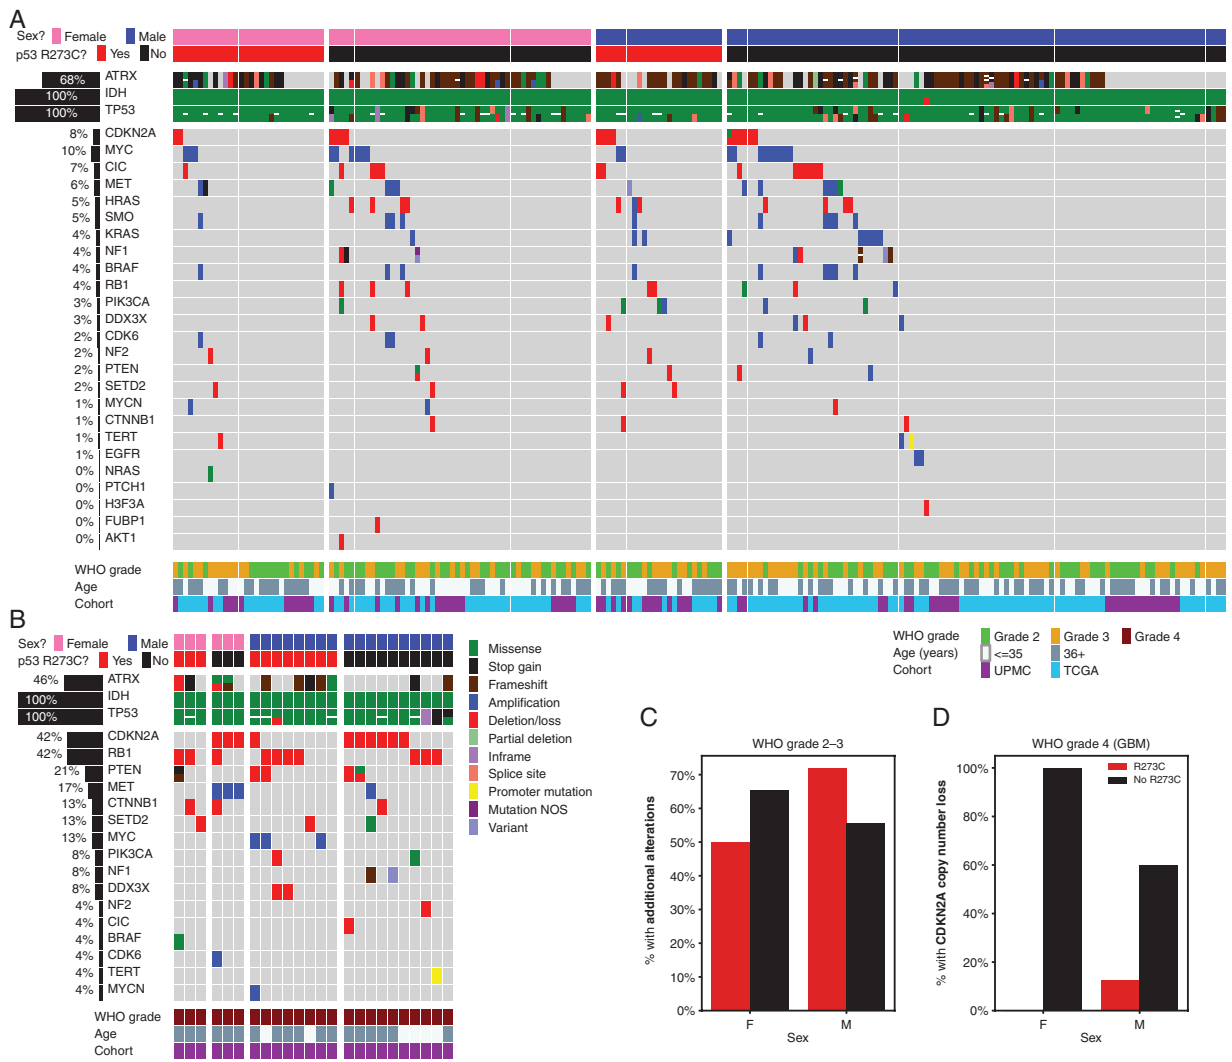 A
Sex? Female Male
p53 R273C? Yes No
68% ATRX
100% IDH
100% TP53
8% CDKN2A
10% MYC
7% CIC
6% MET
5% HRAS
5% SMO
4% KRAS
4% NF1
4% BRAF
4% RB1
3% PIK3CA
3% DDX3X
2% CDK6
2% NF2
2% PTEN
2% SETD2
1% MYCN
1% CTNNB1
1% TERT
1% EGFR
0% NRAS
0% PTCH1
0% H3F3A
0% FUBP1
0% AKT1
WHO grade
Age
Cohort
WHO grade Grade 2 Grade 3 Grade 4
Age (years) <=35 36+
Cohort UPMC TCGA
B
Sex? Female Male
p53 R273C? Yes No
46% ATRX
100% IDH
100% TP53
42% CDKN2A
42% RB1
21% PTEN
17% MET
13% CTNNB1
13% SETD2
13% MYC
8% PIK3CA
8% NF1
8% DDX3X
4% NF2
4% CIC
4% BRAF
4% CDK6
4% TERT
4% MYCN
WHO grade
Age
Cohort
Missense
Stop gain
Frameshift
Amplification
Deletion/loss
Partial deletion
Inframe
Splice site
Promoter mutation
Mutation NOS
Variant
C
WHO grade 2–3
% with additional alterations
70%
60%
50%
40%
30%
20%
10%
0%
F M
Sex
D
WHO grade 4 (GBM)
R273C
No R273C
% with CDKN2A copy number loss
100%
80%
60%
40%
20%
0%
F M
Sex